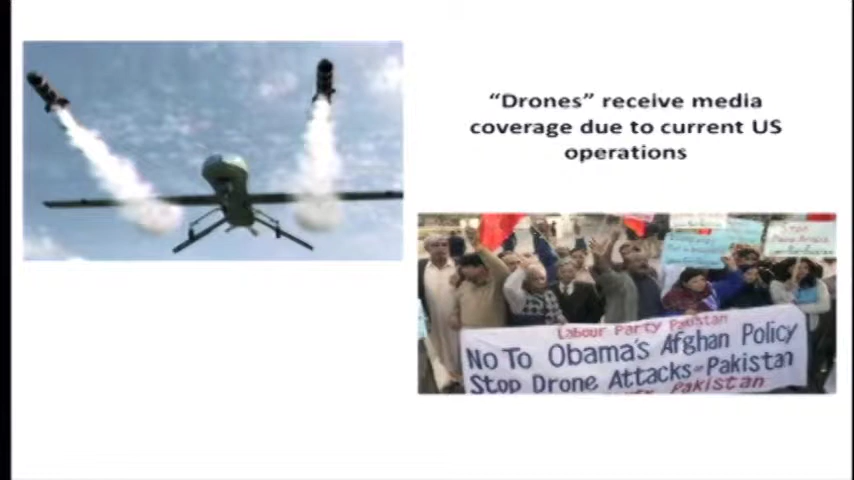 “Drones” receive media
coverage due to current US
operations
Labour Party Pakistan
No To Obama's Afghan Policy
Stop Drone Attacks-Pakistan
Pakistan